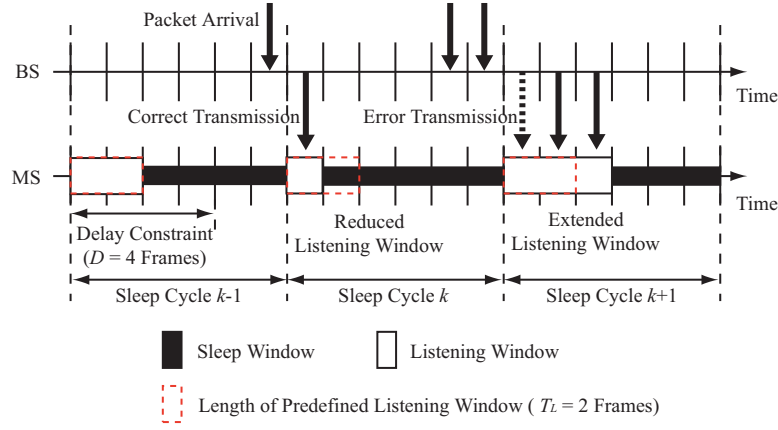 Packet Arrival
BS
Time
Correct Transmission
Error Transmission
MS
Time
Delay Constraint
(D = 4 Frames)
Reduced
Listening Window
Extended
Listening Window
Sleep Cycle k-1
Sleep Cycle k
Sleep Cycle k+1
Sleep Window
Listening Window
Length of Predefined Listening Window ( TL = 2 Frames)